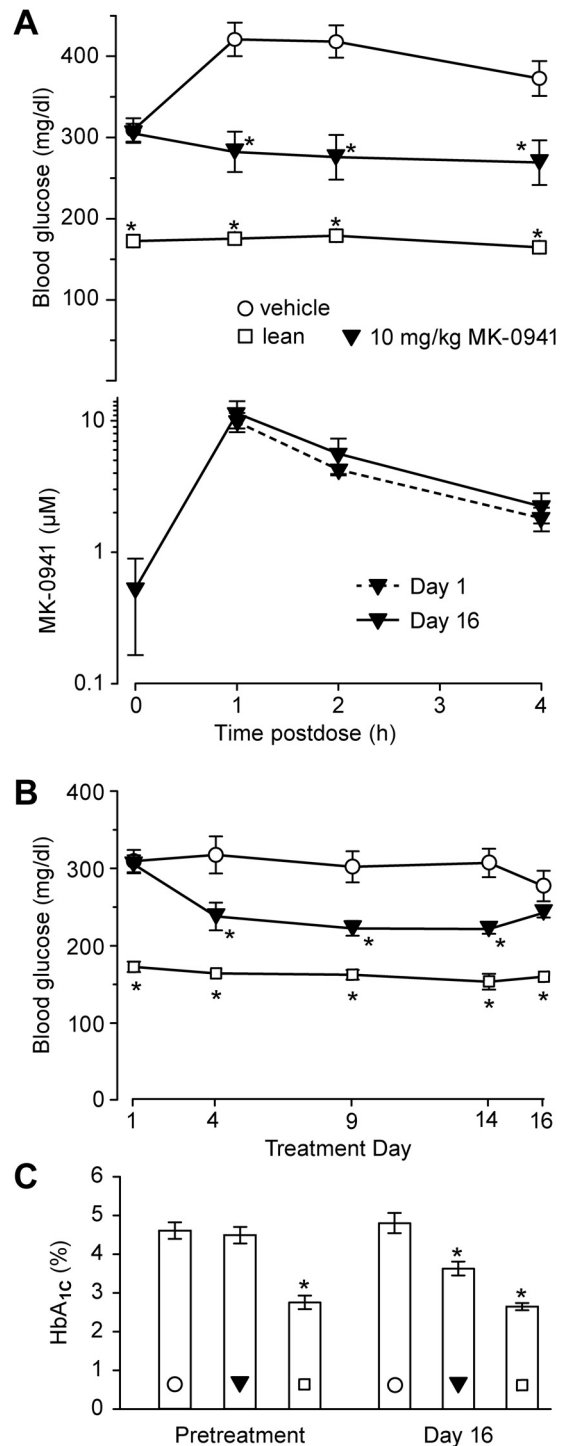 A
Blood glucose (mg/dl)
400
300
200
100
* * *
* * * *
vehicle
lean
10 mg/kg MK-0941
MK-0941 (µM)
10
1
0.1
Day 1
Day 16
0 1 2 3 4
Time postdose (h)
B
Blood glucose (mg/dl)
400
300
200
100
0
* * *
* * * * *
1 4 9 14 16
Treatment Day
C
HbA1c (%)
6
5
4
3
2
1
0
* * *
Pretreatment Day 16